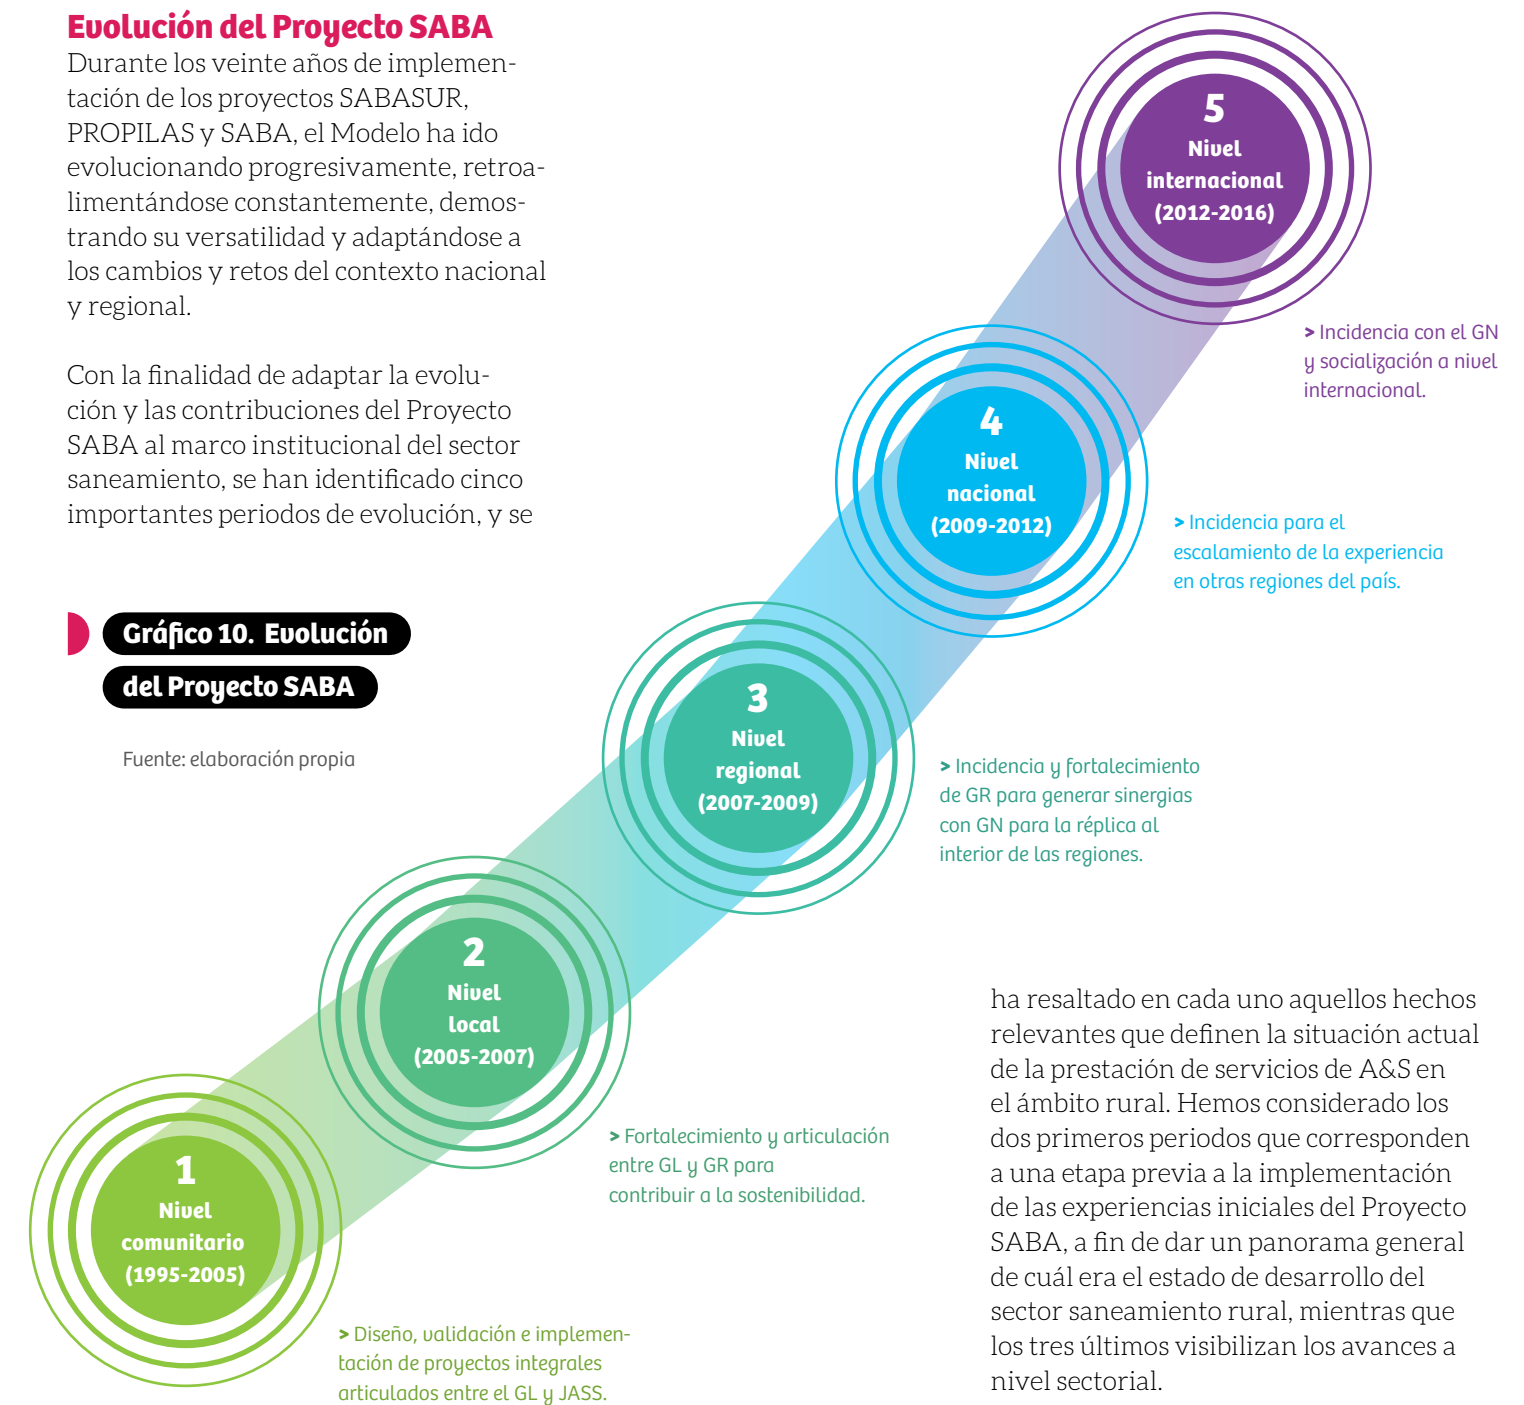 Evolución del Proyecto SABA
Durante los veinte años de implemen-
tación de los proyectos SABASUR,
PROPILAS y SABA, el Modelo ha ido
evolucionando progresivamente, retroa-
limentándose constantemente, demos-
trando su versatilidad y adaptándose a
los cambios y retos del contexto nacional
y regional.
Con la finalidad de adaptar la evolu-
ción y las contribuciones del Proyecto
SABA al marco institucional del sector
saneamiento, se han identificado cinco
importantes periodos de evolución, y se
Gráfico 10. Evolución
del Proyecto SABA
Fuente: elaboración propia
5
Nivel
internacional
(2012-2016)
> Incidencia con el GN
y socialización a nivel
internacional.
4
Nivel
nacional
(2009-2012)
> Incidencia para el
escalamiento de la experiencia
en otras regiones del país.
3
Nivel
regional
(2007-2009)
> Incidencia y fortalecimiento
de GR para generar sinergias
con GN para la réplica al
interior de las regiones.
2
Nivel
local
(2005-2007)
> Fortalecimiento y articulación
entre GL y GR para
contribuir a la sostenibilidad.
1
Nivel
comunitario
(1995-2005)
> Diseño, validación e implemen-
tación de proyectos integrales
articulados entre el GL y JASS.
ha resaltado en cada uno aquellos hechos
relevantes que definen la situación actual
de la prestación de servicios de A&S en
el ámbito rural. Hemos considerado los
dos primeros periodos que corresponden
a una etapa previa a la implementación
de las experiencias iniciales del Proyecto
SABA, a fin de dar un panorama general
de cuál era el estado de desarrollo del
sector saneamiento rural, mientras que
los tres últimos visibilizan los avances a
nivel sectorial.